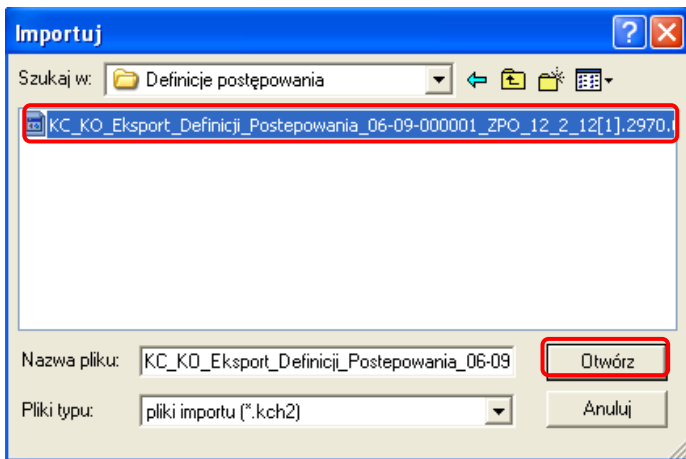 Importuj
Szukaj w: Definicje postępowania
KC_KO_Eksport_Definicji_Postepowania_06-09-000001_ZPO_12_2_12[1].2970.
Nazwa pliku: KC_KO_Eksport_Definicji_Postepowania_06-09 Otwórz
Pliki typu: pliki importu (*.kch2) Anuluj